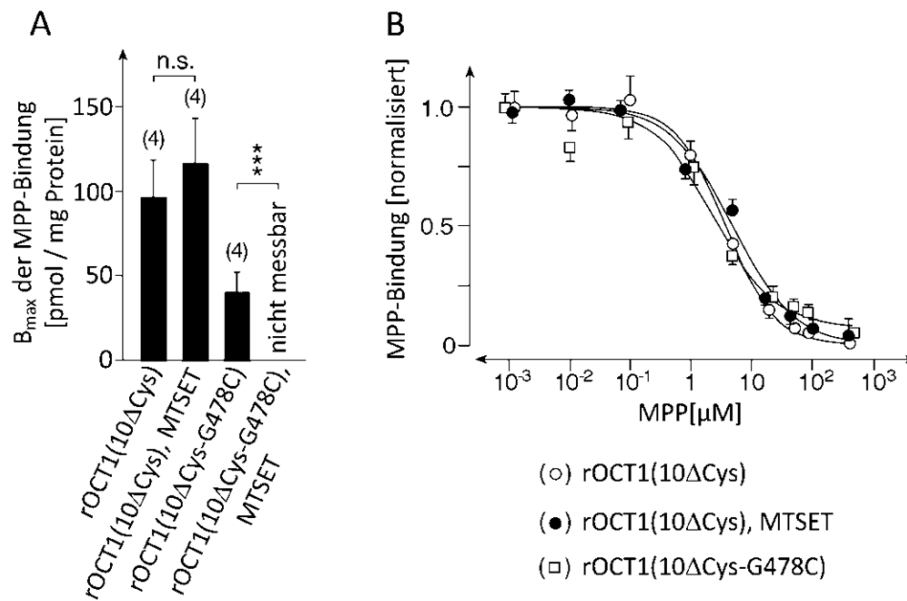 A
B_max der MPP-Bindung
[pmol / mg Protein]
150
100
50
0
n.s.
(4)
(4)
(4)
***
nicht messbar
rOCT1(10ΔCys)
rOCT1(10ΔCys), MTSET
rOCT1(10ΔCys-G478C)
rOCT1(10ΔCys-G478C),
MTSET
B
MPP-Bindung [normalisiert]
1.0
0.5
0
10⁻³ 10⁻² 10⁻¹ 1 10 10² 10³
MPP[µM]
( ) rOCT1(10ΔCys)
( ) rOCT1(10ΔCys), MTSET
( ) rOCT1(10ΔCys-G478C)